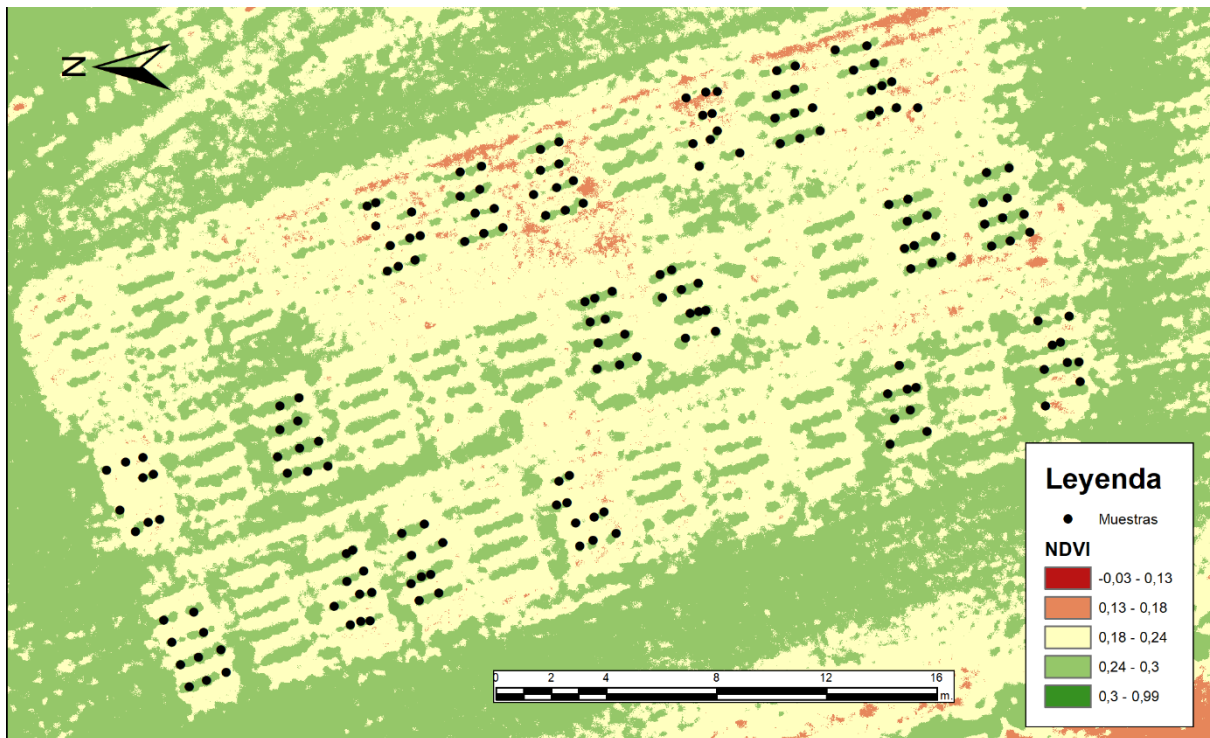 N
Leyenda
Muestras
NDVI
-0,03 - 0,13
0,13 - 0,18
0,18 - 0,24
0,24 - 0,3
0,3 - 0,99
0 2 4 8 12 16
m.